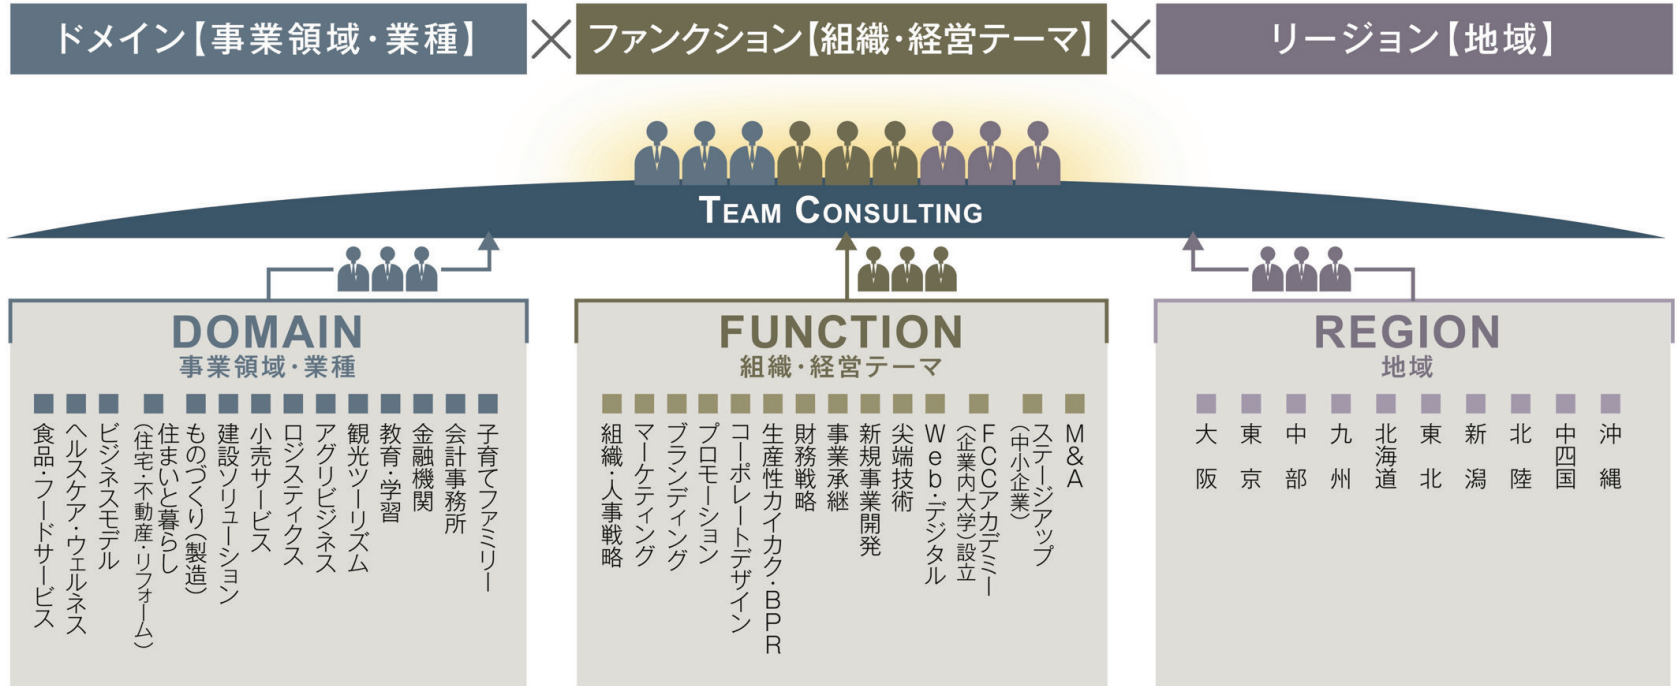 ドメイン【事業領域・業種】
×
ファンクション【組織・経営テーマ】
×
リージョン【地域】
TEAM CONSULTING
DOMAIN
事業領域・業種
食品・フードサービス
ヘルスケア・ウェルネス
ビジネスモデル
住まいと暮らし
(住宅・不動産・リフォーム)
ものづくり(製造)
建設ソリューション
小売サービス
ロジスティクス
アグリビジネス
観光ツーリズム
教育・学習
金融機関
会計事務所
子育てファミリー
FUNCTION
組織・経営テーマ
組織・人事戦略
マーケティング
ブランディング
プロモーション
コーポレートデザイン
生産性カイカク・BPR
財務戦略
事業承継
新規事業開発
尖端技術
Web・デジタル
FCCアカデミー
(企業内大学)設立
ステージアップ
(中小企業)
M&A
REGION
地域
大阪
東京
中部
九州
北海道
東北
新潟
北陸
中四国
沖縄